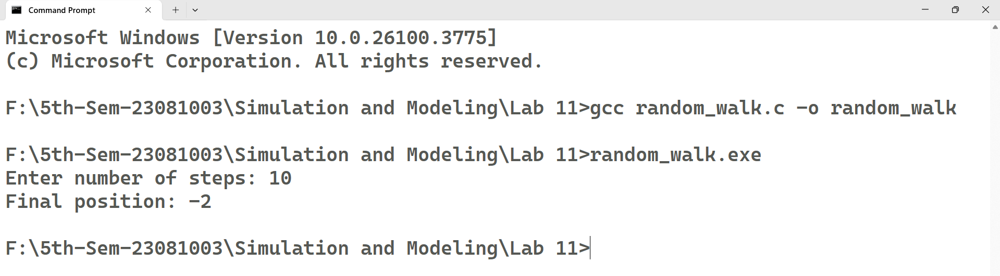 Command Prompt
Microsoft Windows [Version 10.0.26100.3775]
(c) Microsoft Corporation. All rights reserved.
F:\5th-Sem-23081003\Simulation and Modeling\Lab 11>gcc random_walk.c -o random_walk
F:\5th-Sem-23081003\Simulation and Modeling\Lab 11>random_walk.exe
Enter number of steps: 10
Final position: -2
F:\5th-Sem-23081003\Simulation and Modeling\Lab 11>